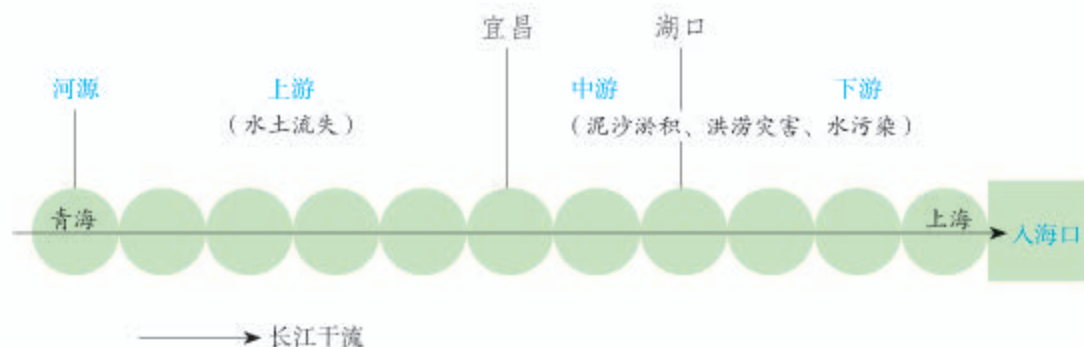 宜昌
湖口
河源
上游
中游
下游
（水土流失）
（泥沙淤积、洪涝灾害、水污染）
青海
上海
入海口
长江干流